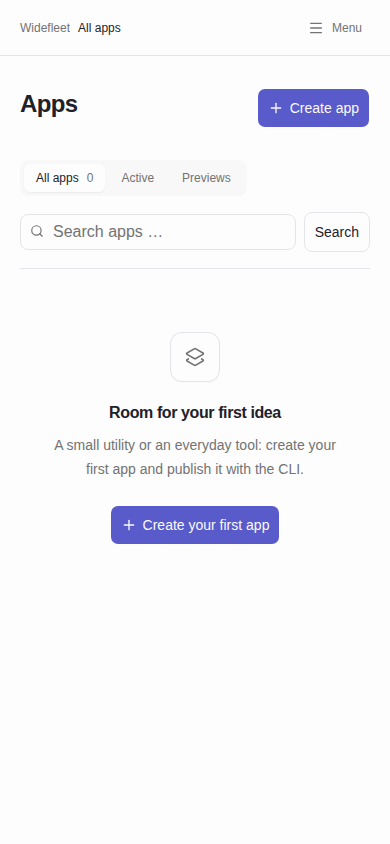 Widefleet All apps Menu
Apps
Create app
All apps 0 Active Previews
Search apps … Search
Room for your first idea
A small utility or an everyday tool: create your
first app and publish it with the CLI.
Create your first app